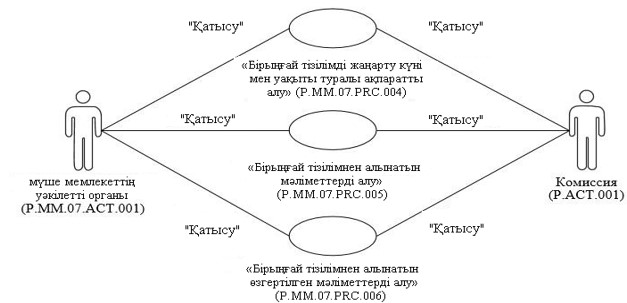 "Қатысу" "Қатысу"
«Бірыңғай тізілімді жаңарту күні
мен уақыты туралы ақпаратты
алу» (P.MM.07.PRC.004)
"Қатысу" "Қатысу"
«Бірыңғай тізілімнен алынатын
мәліметтерді алу»
(P.MM.07.PRC.005)
мүше мемлекеттің
уәкілетті органы
(P.MM.07.ACT.001)
Комиссия
(P.ACT.001)
"Қатысу" "Қатысу"
«Бірыңғай тізілімнен алынатын
өзгертілген мәліметтерді алу»
(P.MM.07.PRC.006)